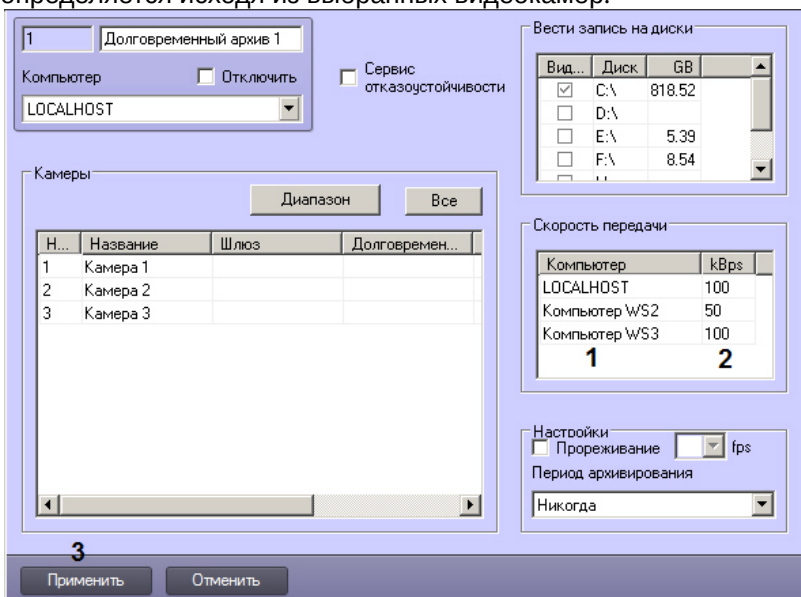 определяется исходя из выбранных видеокамер.
1 Долговременный архив 1
Компьютер Отключить
LOCALHOST
Сервис
отказоустойчивости
Вести запись на диски
Вид... Диск GB
C:\ 818.52
D:\
E:\ 5.39
F:\ 8.54
Камеры
Диапазон Все
Н... Название Шлюз Долговремен...
1 Камера 1
2 Камера 2
3 Камера 3
Скорость передачи
Компьютер kBps
LOCALHOST 100
Компьютер WS2 50
Компьютер WS3 100
1 2
Настройки
Прореживание fps
Период архивирования
Никогда
3
Применить Отменить